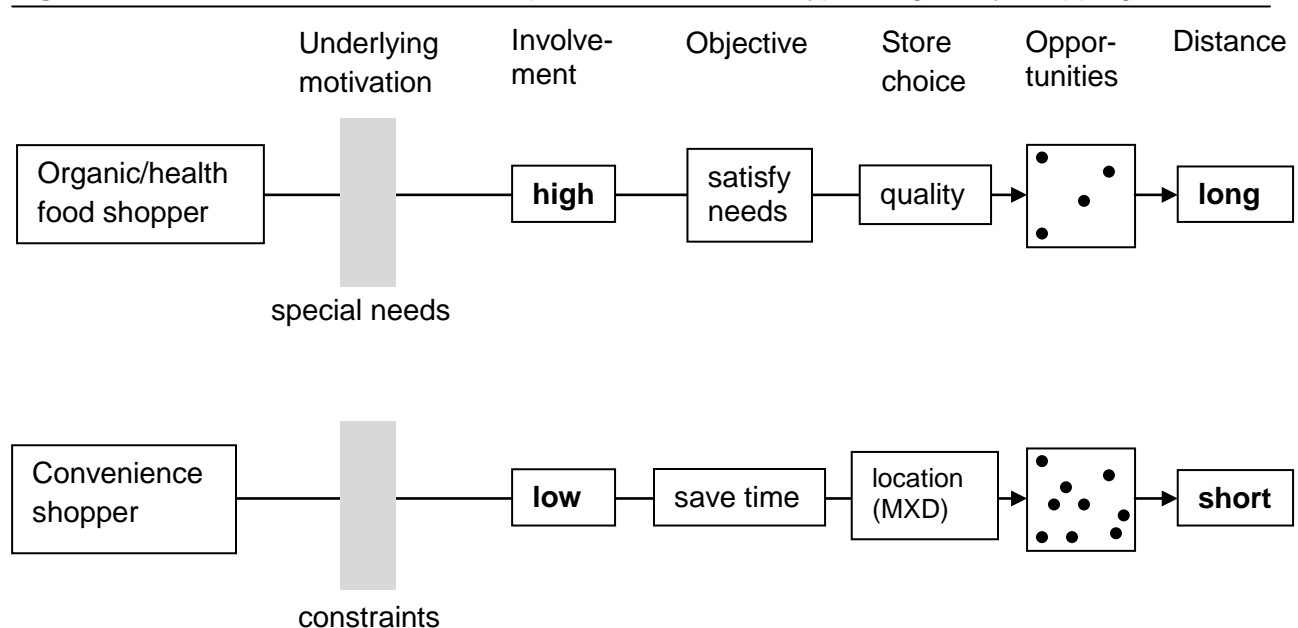 Underlying
motivation
Involve-
ment
Objective
Store
choice
Oppor-
tunities
Distance
Organic/health
food shopper
high
satisfy
needs
quality
long
special needs
Convenience
shopper
low
save time
location
(MXD)
short
constraints